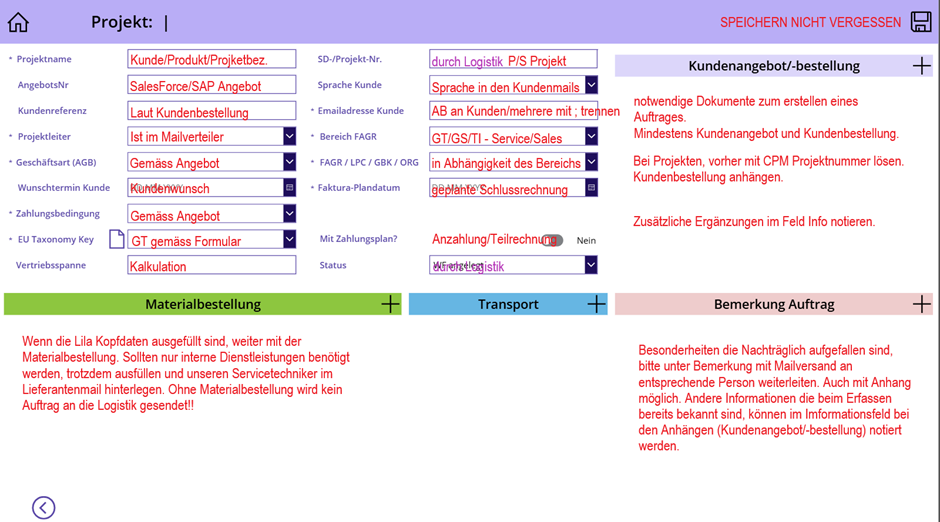 Projekt: |
SPEICHERN NICHT VERGESSEN
* Projektname Kunde/Produkt/Projketbez.
SD-/Projekt-Nr. durch Logistik P/S Projekt
AngebotsNr SalesForce/SAP Angebot
Sprache Kunde Sprache in den Kundenmails
Kundenreferenz Laut Kundenbestellung
* Emailadresse Kunde AB an Kunden/mehrere mit ; trennen
* Projektleiter Ist im Mailverteiler
* Bereich FAGR GT/GS/TI - Service/Sales
* Geschäftsart (AGB) Gemäss Angebot
* FAGR / LPC / GBK / ORG in Abhängigkeit des Bereichs
Wunschtermin Kunde Kundenwunsch
* Faktura-Plandatum geplante Schlussrechnung
* Zahlungsbedingung Gemäss Angebot
* EU Taxonomy Key GT gemäss Formular
Mit Zahlungsplan? Anzahlung/Teilrechnung Nein
Vertriebsspanne Kalkulation
Status WF angelegt durch Logistik
Kundenangebot/-bestellung
notwendige Dokumente zum erstellen eines
Auftrages.
Mindestens Kundenangebot und Kundenbestellung.
Bei Projekten, vorher mit CPM Projektnummer lösen.
Kundenbestellung anhängen.
Zusätzliche Ergänzungen im Feld Info notieren.
Materialbestellung
Wenn die Lila Kopfdaten ausgefüllt sind, weiter mit der
Materialbestellung. Sollten nur interne Dienstleistungen benötigt
werden, trotzdem ausfüllen und unseren Servicetechniker im
Lieferantenmail hinterlegen. Ohne Materialbestellung wird kein
Auftrag an die Logistik gesendet!!
Transport
Bemerkung Auftrag
Besonderheiten die Nachträglich aufgefallen sind,
bitte unter Bemerkung mit Mailversand an
entsprechende Person weiterleiten. Auch mit Anhang
möglich. Andere Informationen die beim Erfassen
bereits bekannt sind, können im Imformationsfeld bei
den Anhängen (Kundenangebot/-bestellung) notiert
werden.